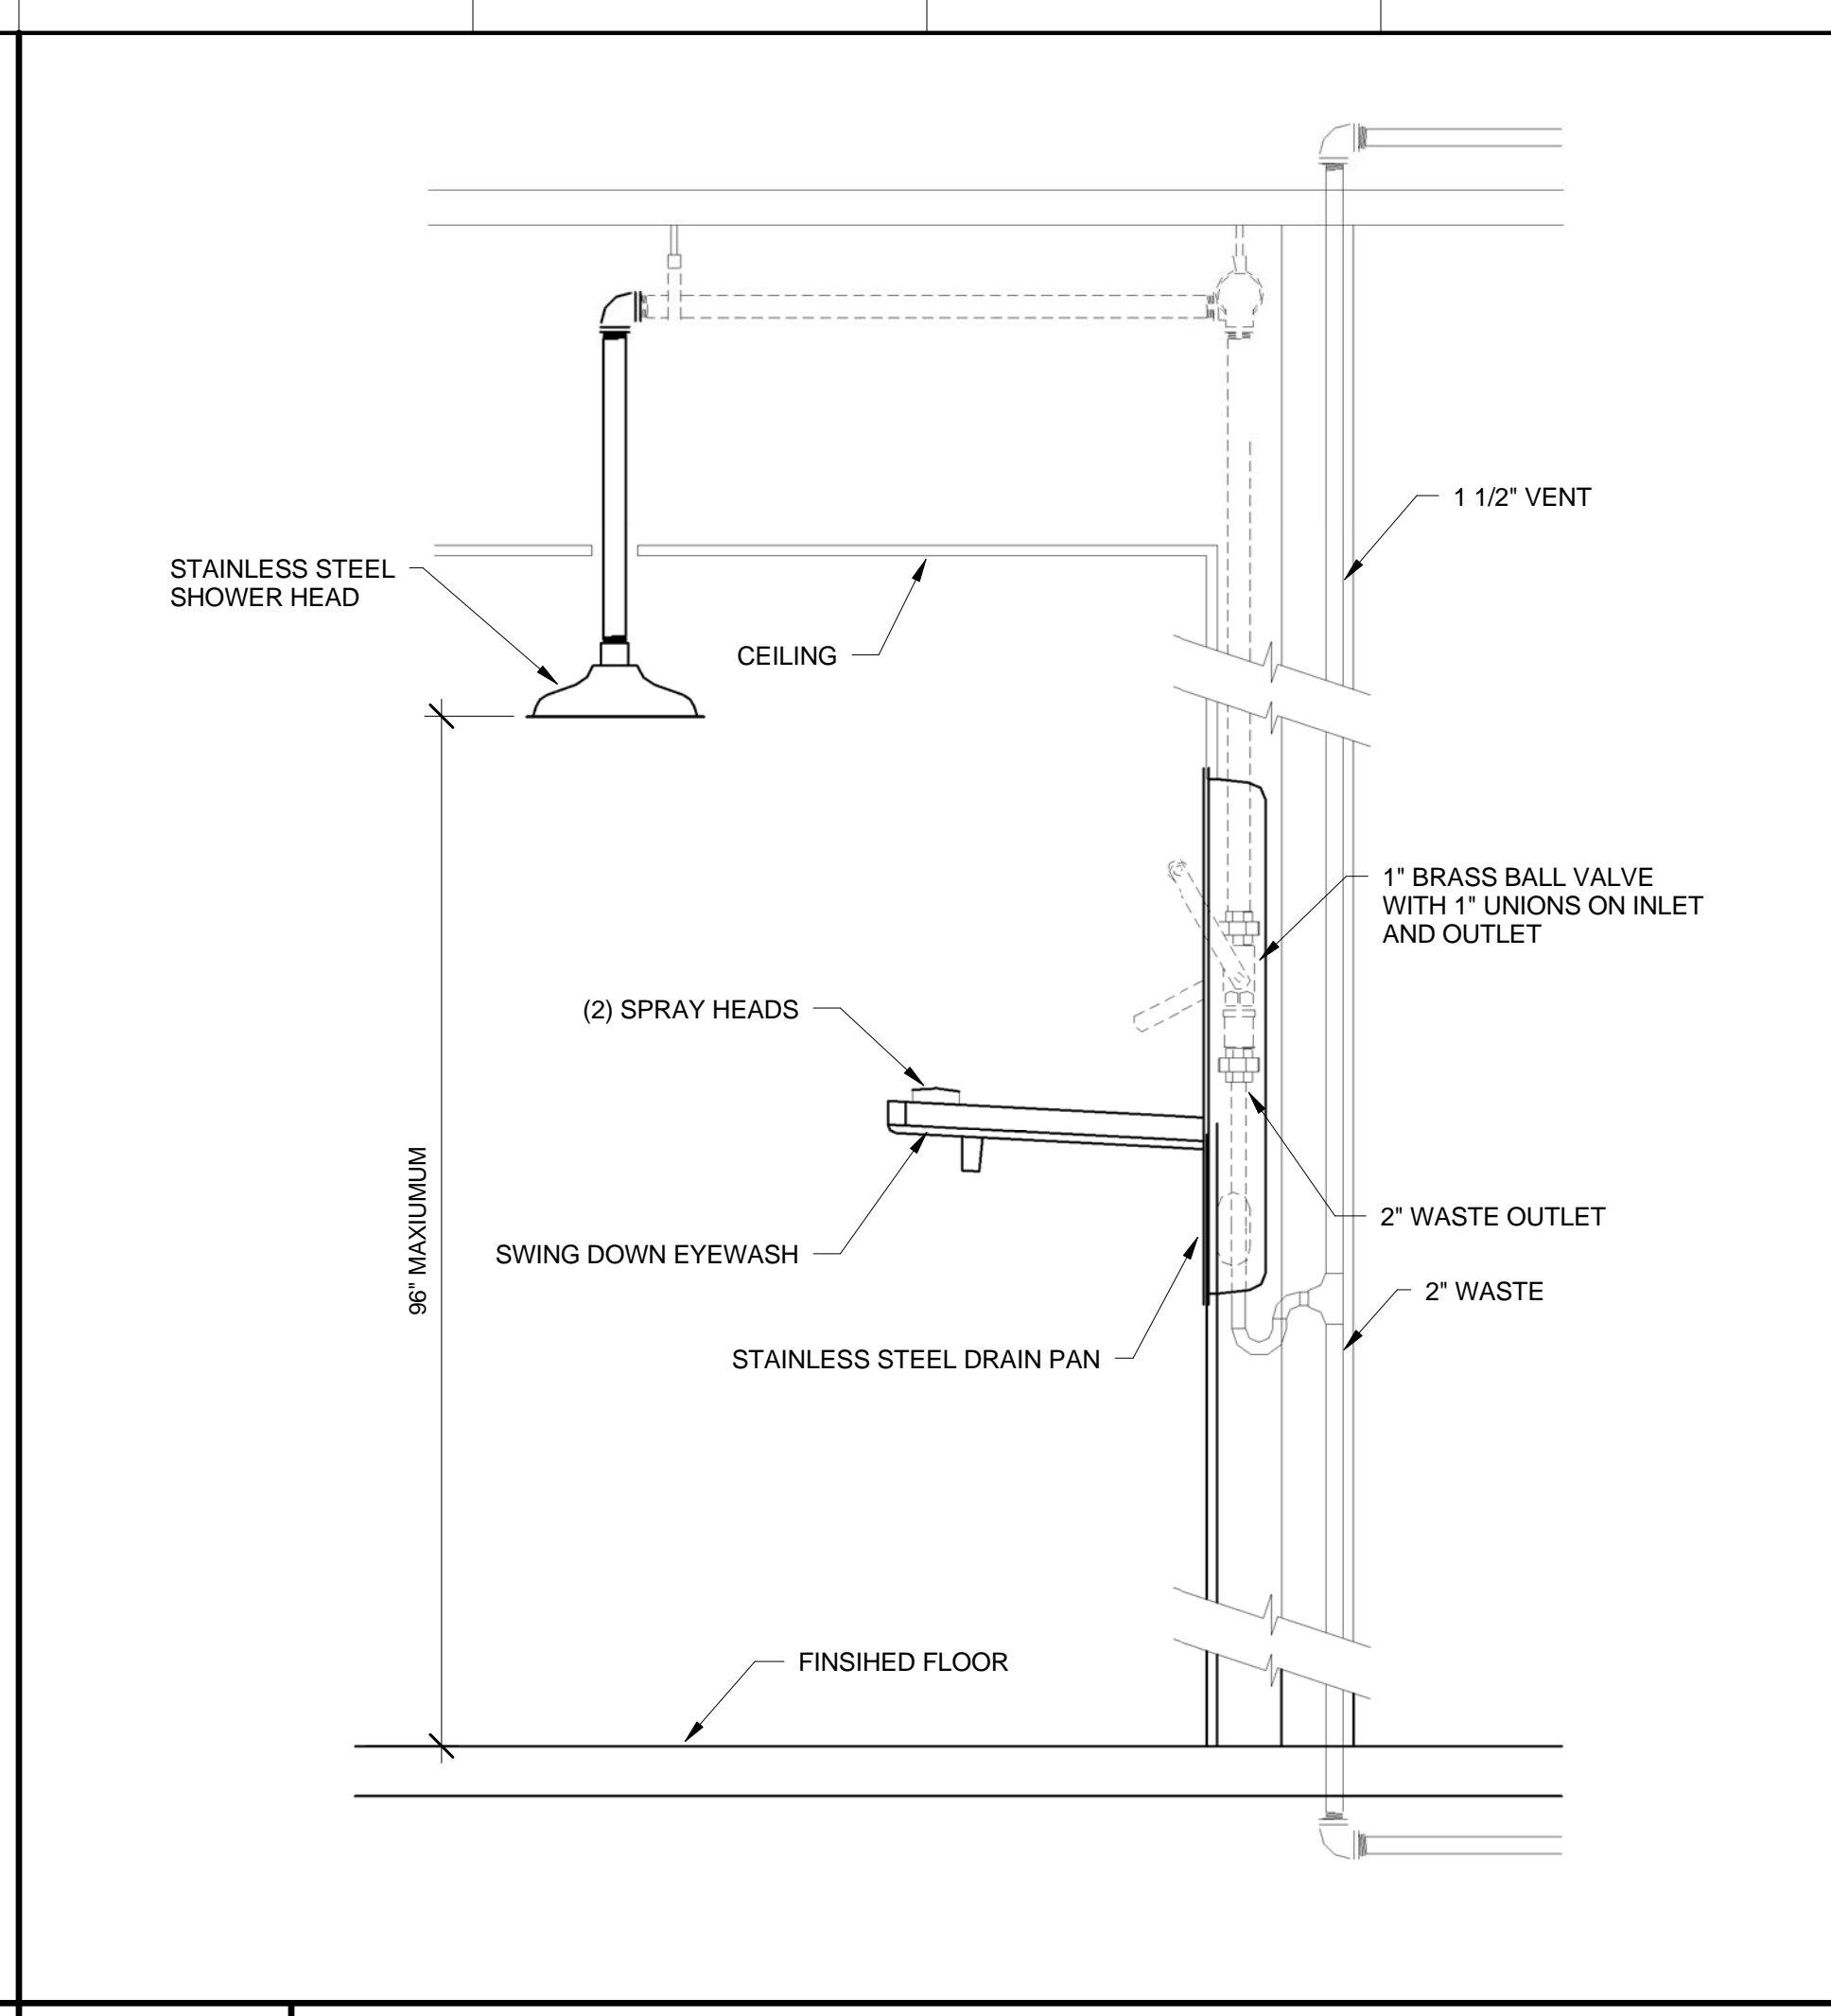 1 1/2" VENT
STAINLESS STEEL
SHOWER HEAD
CEILING
1" BRASS BALL VALVE
WITH 1" UNIONS ON INLET
AND OUTLET
(2) SPRAY HEADS
96" MAXIUMUM
2" WASTE OUTLET
SWING DOWN EYEWASH
2" WASTE
STAINLESS STEEL DRAIN PAN
FINSIHED FLOOR